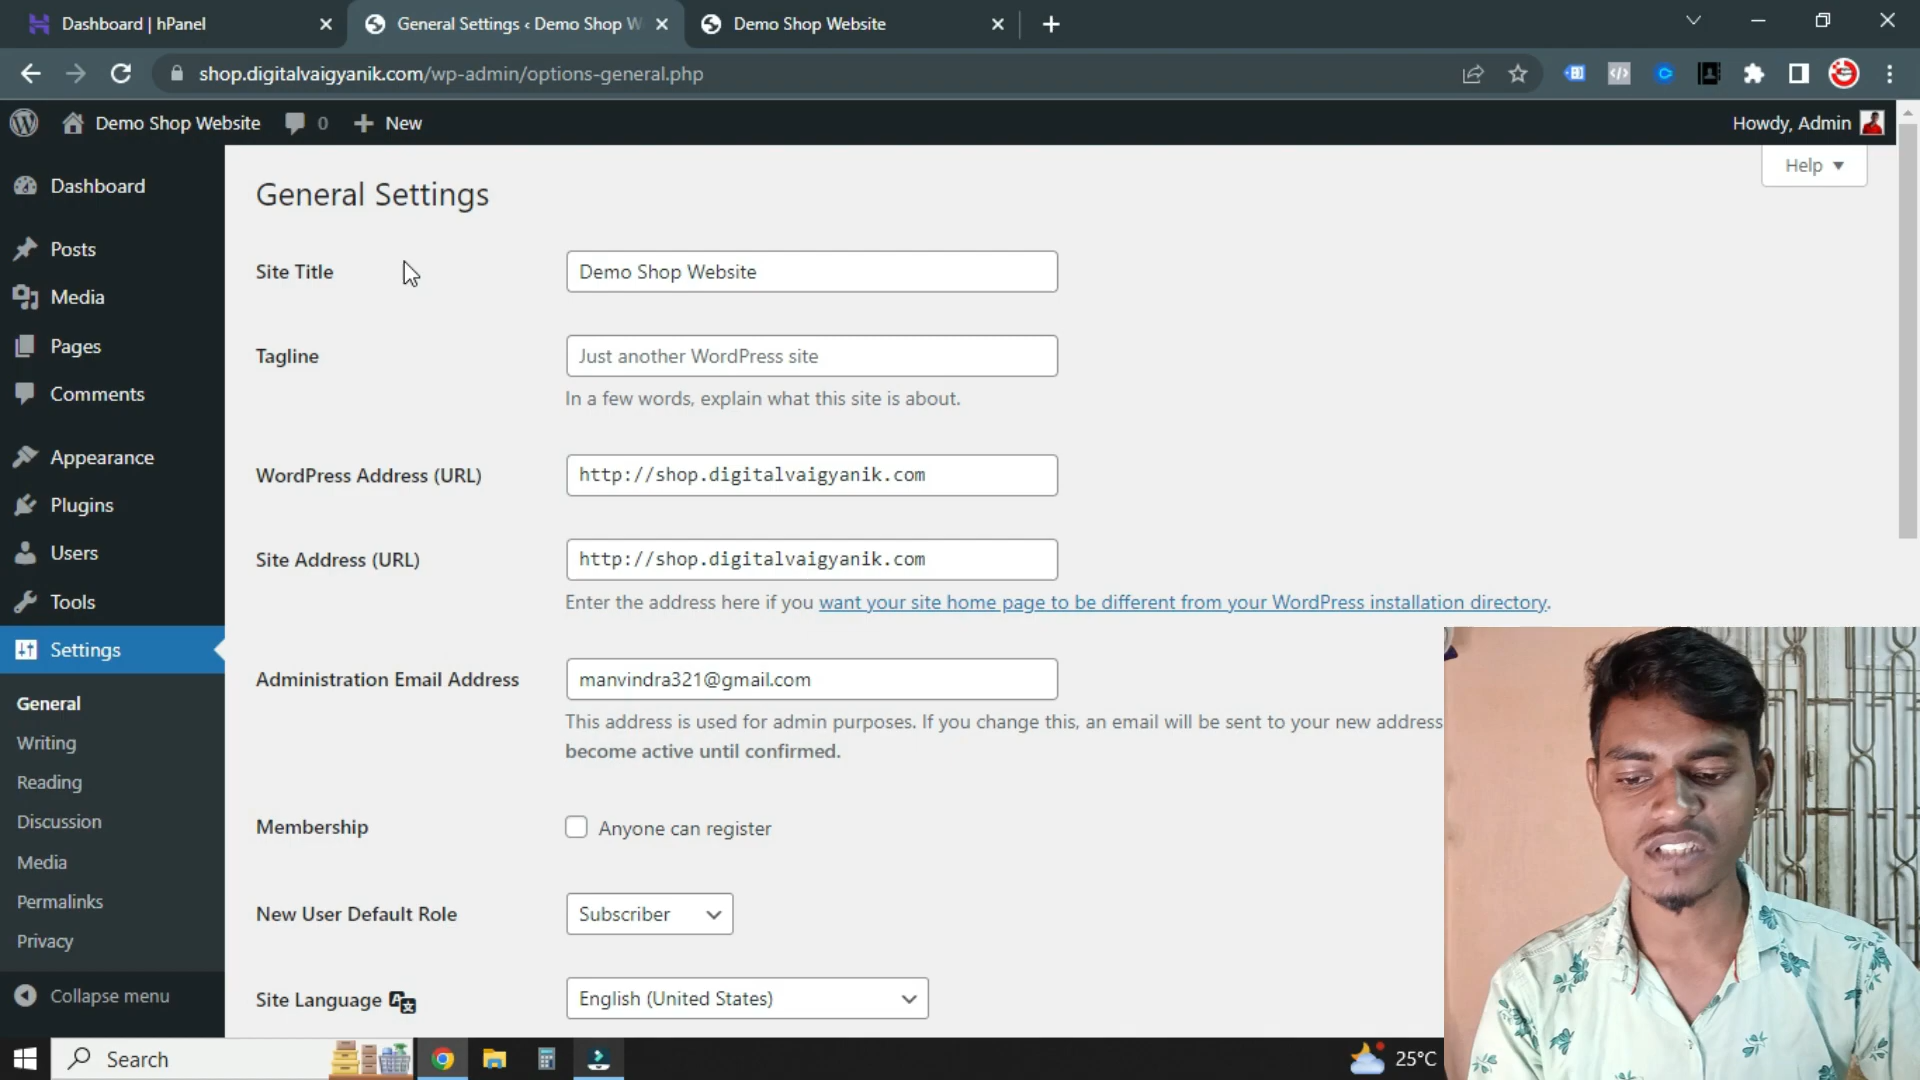 Dashboard | hPanel
General Settings ‹ Demo Shop W
Demo Shop Website
shop.digitalvaigyanik.com/wp-admin/options-general.php
Demo Shop Website
0
New
Howdy, Admin
Help
Dashboard
Posts
Media
Pages
Comments
Appearance
Plugins
Users
Tools
Settings
General
Writing
Reading
Discussion
Media
Permalinks
Privacy
Collapse menu
General Settings
Site Title
Demo Shop Website
Tagline
Just another WordPress site
In a few words, explain what this site is about.
WordPress Address (URL)
http://shop.digitalvaigyanik.com
Site Address (URL)
http://shop.digitalvaigyanik.com
Enter the address here if you want your site home page to be different from your WordPress installation directory.
Administration Email Address
manvindra321@gmail.com
This address is used for admin purposes. If you change this, an email will be sent to your new address
become active until confirmed.
Membership
Anyone can register
New User Default Role
Subscriber
Site Language
English (United States)
Search
25°C